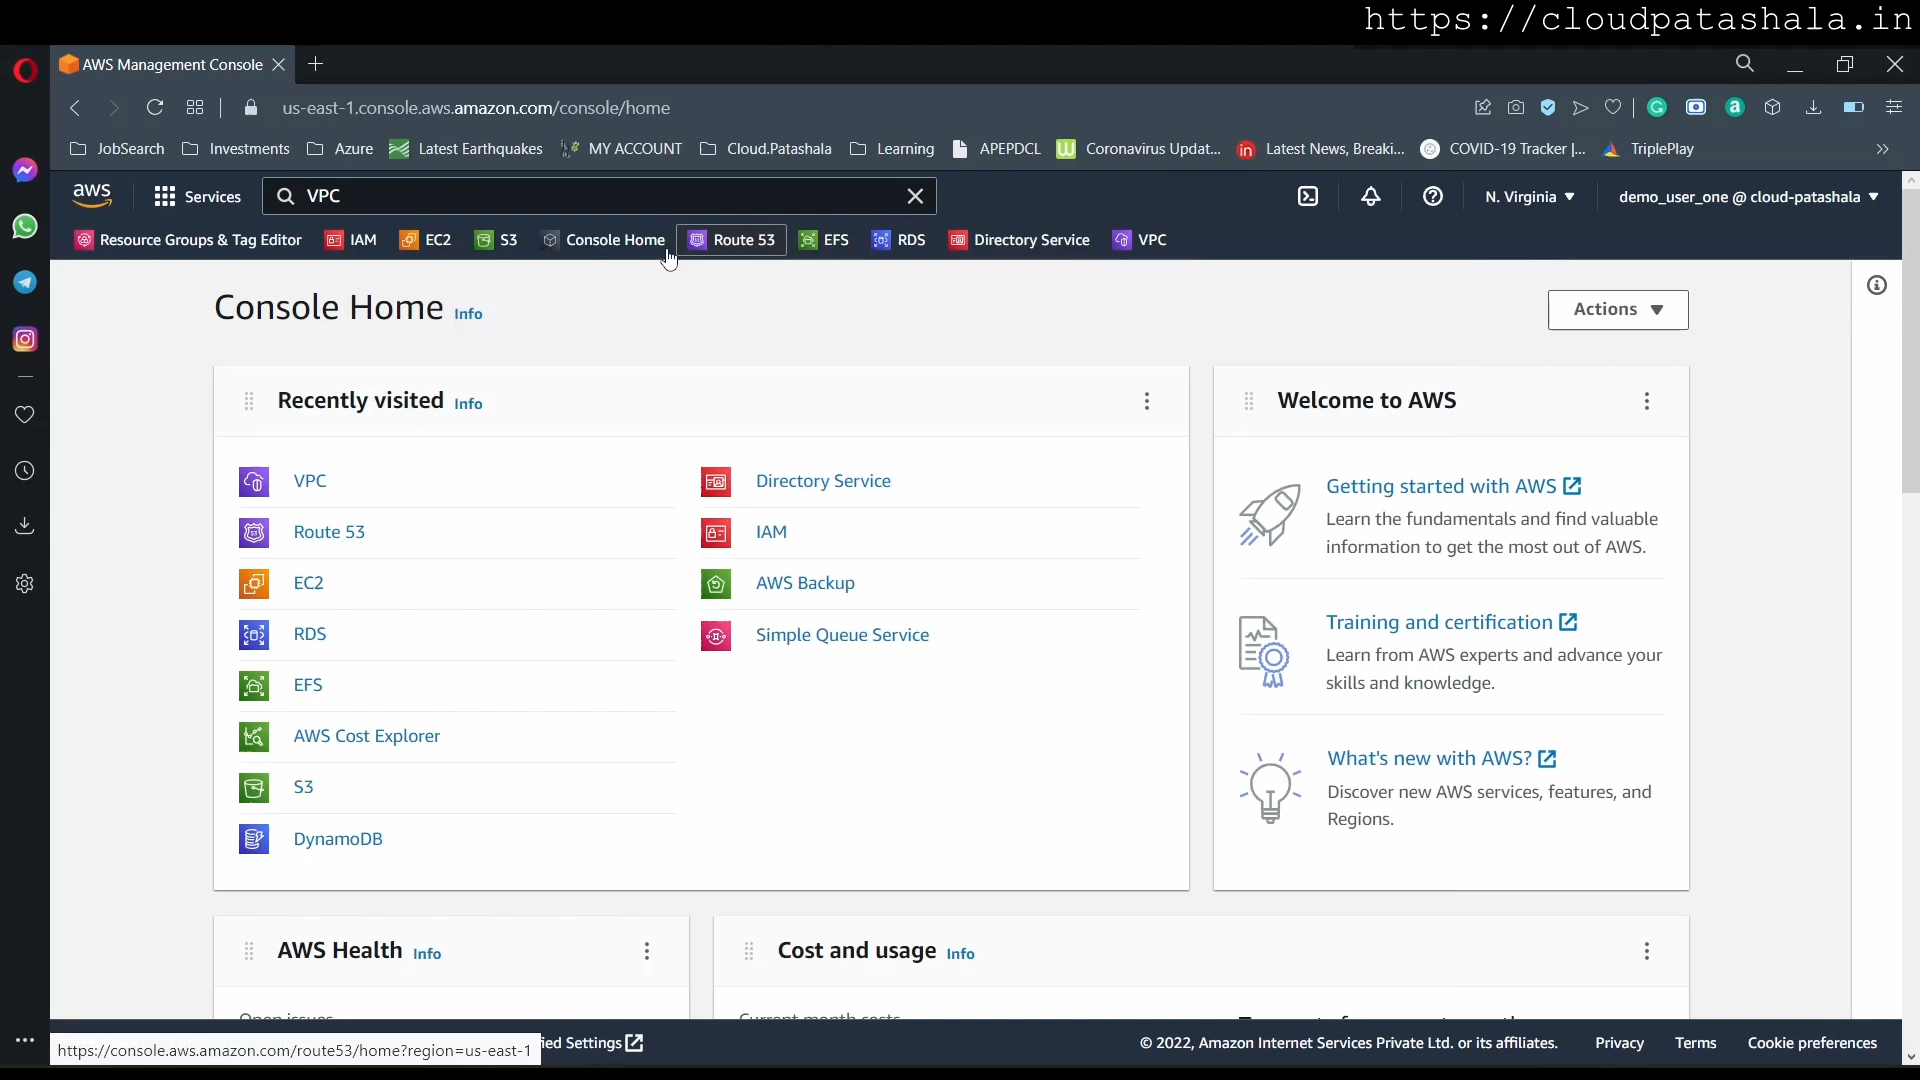 https://cloudpatashala.in
AWS Management Console
us-east-1.console.aws.amazon.com/console/home
JobSearch Investments Azure Latest Earthquakes MY ACCOUNT Cloud.Patashala Learning APEPDCL Coronavirus Updat... Latest News, Breaki... COVID-19 Tracker |... TriplePlay
aws Services VPC N. Virginia demo_user_one @ cloud-patashala
Resource Groups & Tag Editor IAM EC2 S3 Console Home Route 53 EFS RDS Directory Service VPC
Console Home Info
Actions
Recently visited Info
VPC
Route 53
EC2
RDS
EFS
AWS Cost Explorer
S3
DynamoDB
Directory Service
IAM
AWS Backup
Simple Queue Service
Welcome to AWS
Getting started with AWS
Learn the fundamentals and find valuable
information to get the most out of AWS.
Training and certification
Learn from AWS experts and advance your
skills and knowledge.
What's new with AWS?
Discover new AWS services, features, and
Regions.
AWS Health Info
Open issues
Cost and usage Info
Current month costs
https://console.aws.amazon.com/route53/home?region=us-east-1
ied Settings
© 2022, Amazon Internet Services Private Ltd. or its affiliates. Privacy Terms Cookie preferences